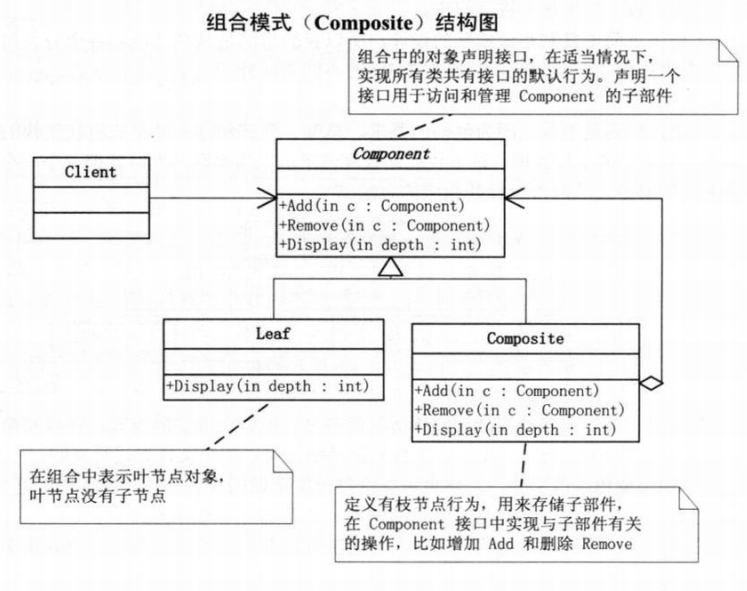 组合模式（Composite）结构图
组合中的对象声明接口，在适当情况下，
实现所有类共有接口的默认行为。声明一个
接口用于访问和管理 Component 的子部件
Client
Component
+Add(in c : Component)
+Remove(in c : Component)
+Display(in depth : int)
Leaf
+Display(in depth : int)
Composite
+Add(in c : Component)
+Remove(in c : Component)
+Display(in depth : int)
在组合中表示叶节点对象，
叶节点没有子节点
定义有枝节点行为，用来存储子部件，
在 Component 接口中实现与子部件有关
的操作，比如增加 Add 和删除 Remove